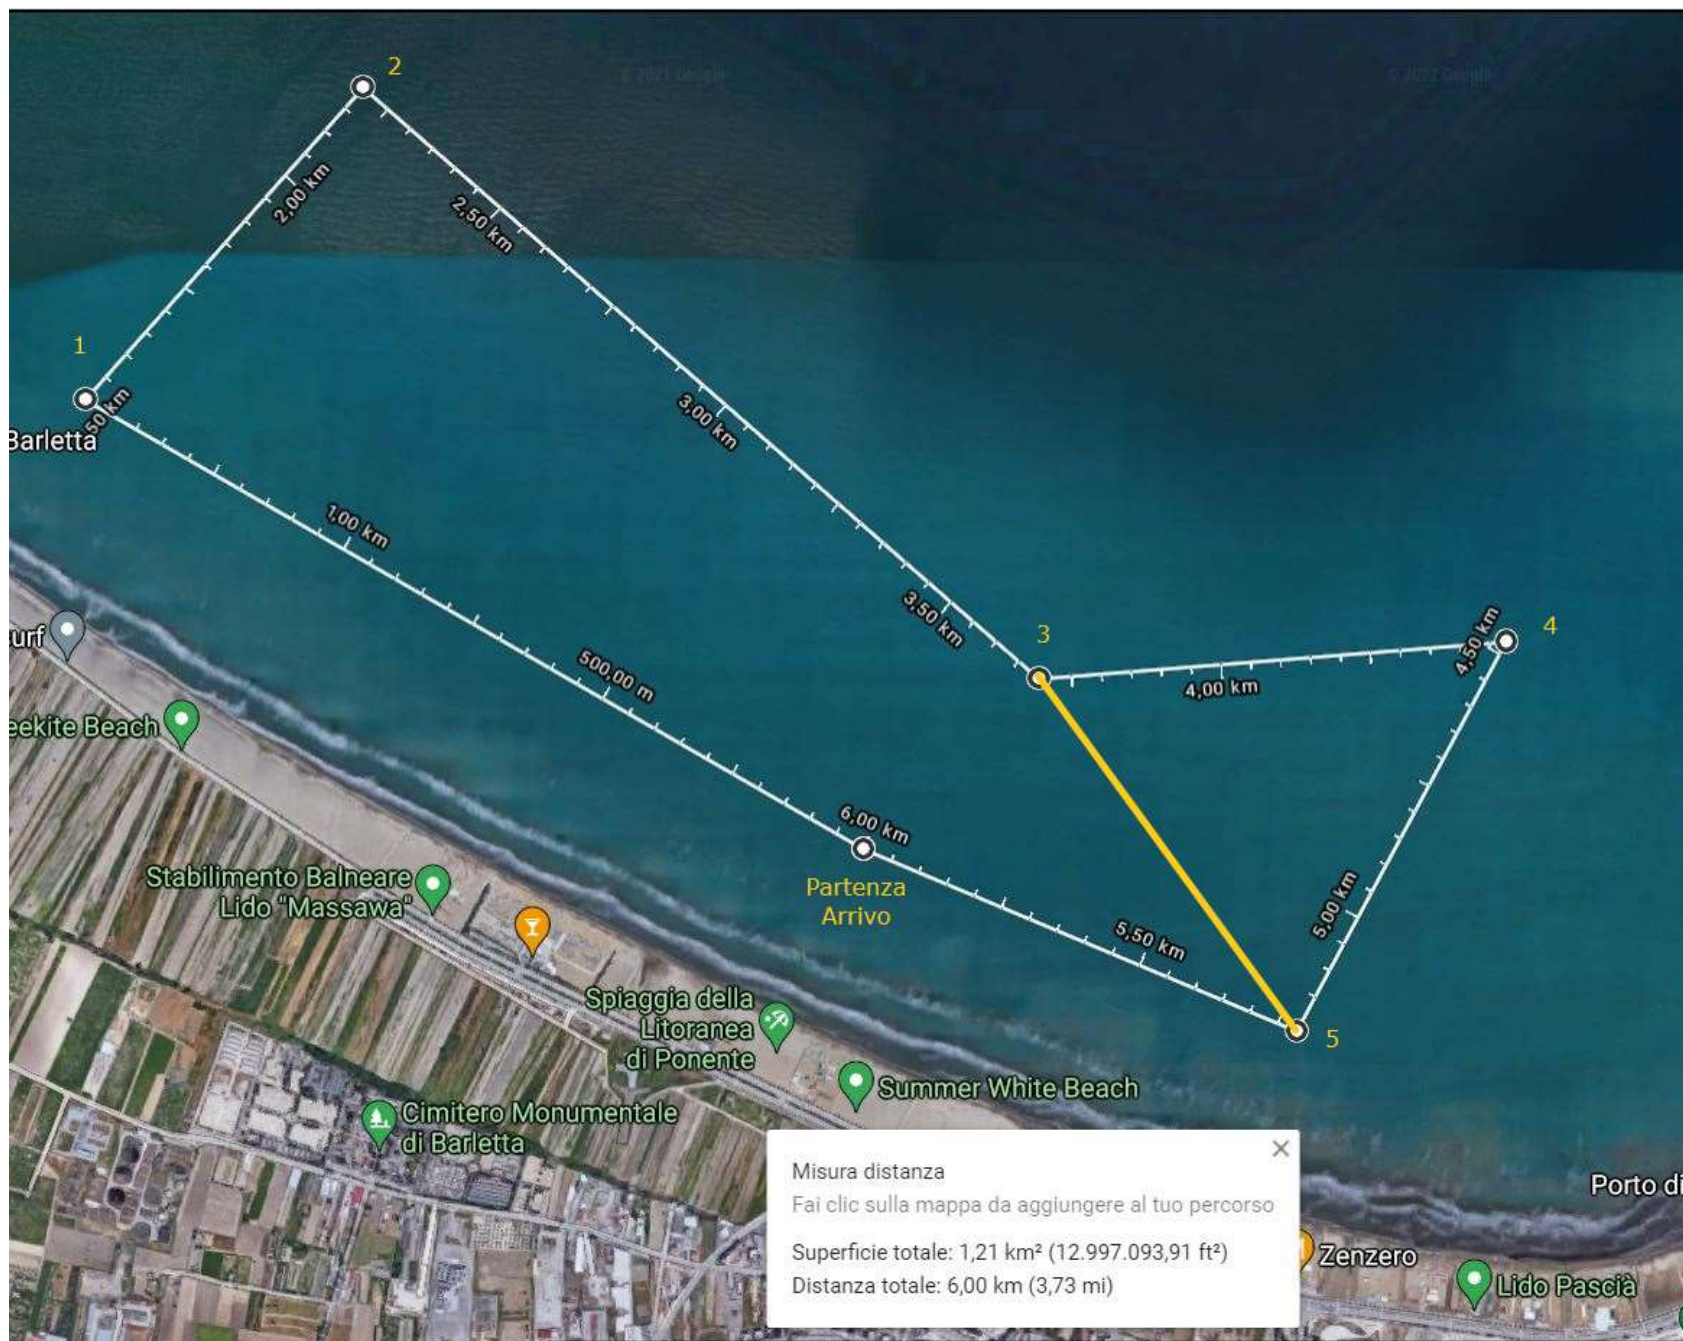 © 2022 Google
2
2,00 km
2,50 km
1
50 km
Barletta
3,00 km
1,00 km
3,50 km
3
4
4,50 km
urf
500,00 m
4,00 km
eekite Beach
6,00 km
Partenza
Arrivo
Stabilimento Balneare
Lido "Massawa"
5,00 km
5,50 km
Spiaggia della
Litoranea
di Ponente
5
Summer White Beach
Cimitero Monumentale
di Barletta
Misura distanza
Fai clic sulla mappa da aggiungere al tuo percorso
Superficie totale: 1,21 km² (12.997.093,91 ft²)
Distanza totale: 6,00 km (3,73 mi)
Porto di
Zenzero
Lido Pascià